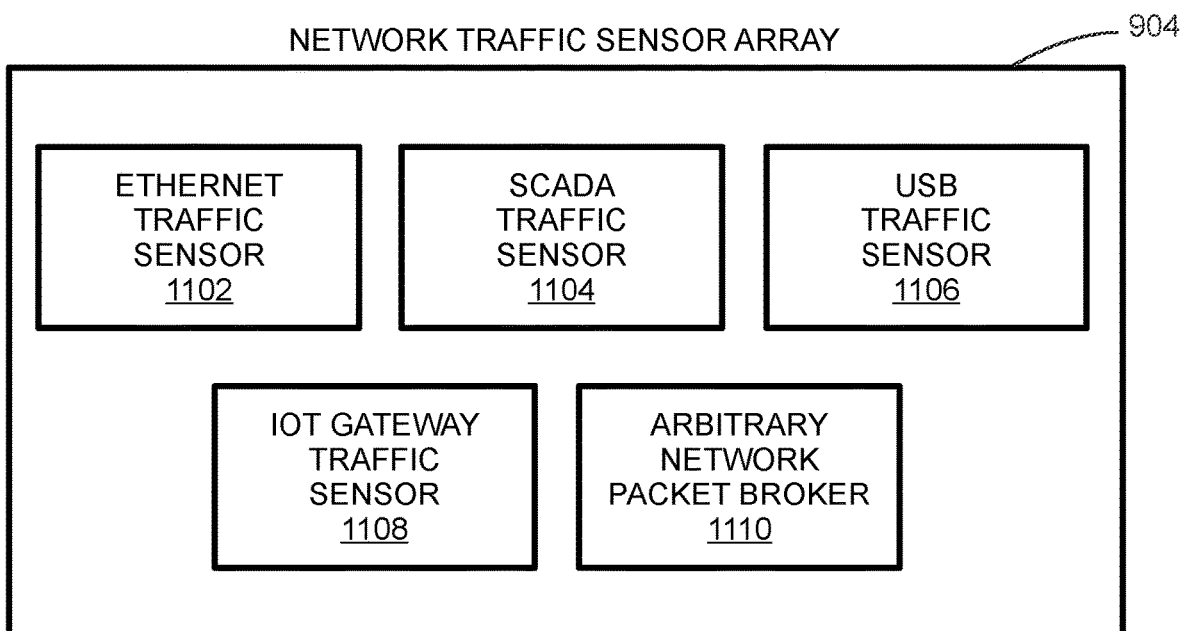 NETWORK TRAFFIC SENSOR ARRAY
904
ETHERNET
TRAFFIC
SENSOR
1102
SCADA
TRAFFIC
SENSOR
1104
USB
TRAFFIC
SENSOR
1106
IOT GATEWAY
TRAFFIC
SENSOR
1108
ARBITRARY
NETWORK
PACKET BROKER
1110